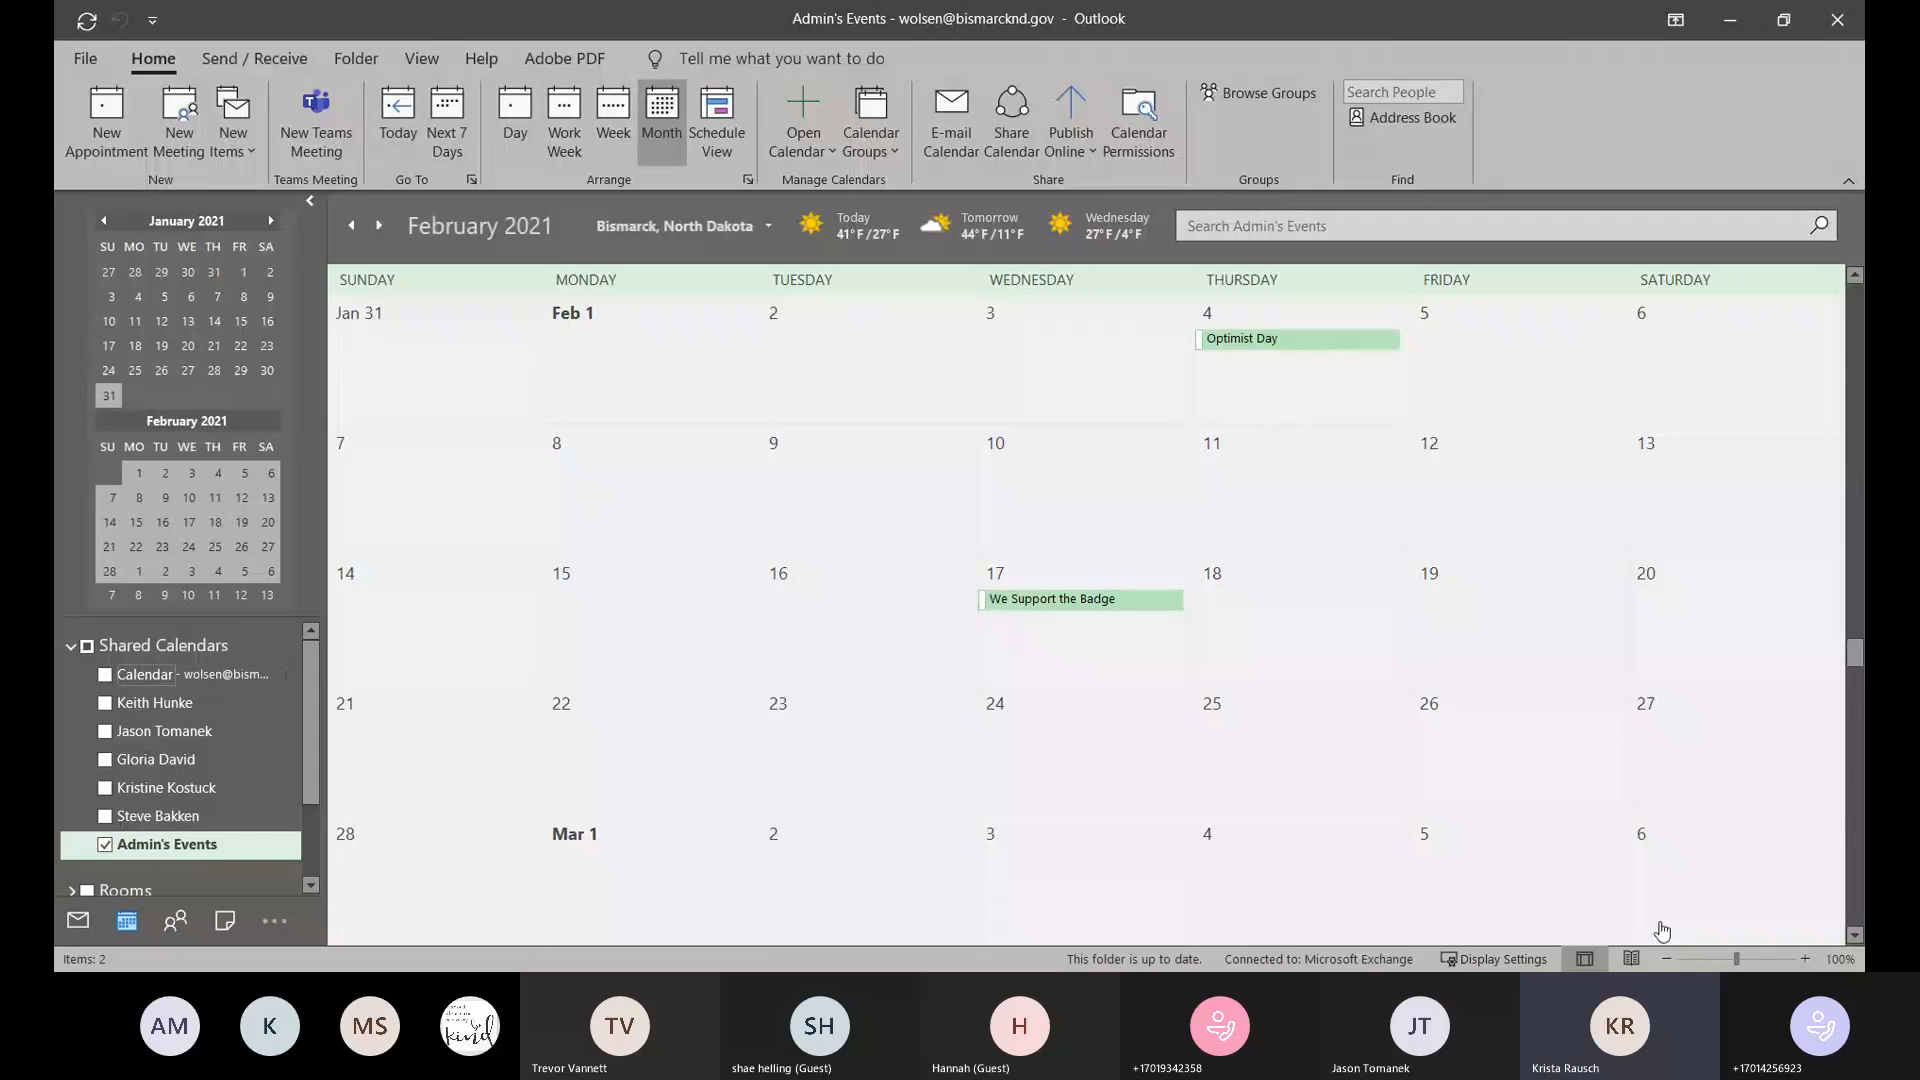 Admin's Events - wolsen@bismarcknd.gov - Outlook
File Home Send / Receive Folder View Help Adobe PDF Tell me what you want to do
New Appointment
New Meeting
New Items
New
New Teams Meeting
Teams Meeting
Today
Next 7 Days
Go To
Day
Work Week
Week
Month
Schedule View
Arrange
Open Calendar
Calendar Groups
Manage Calendars
E-mail Calendar
Share Calendar
Publish Online
Calendar Permissions
Share
Browse Groups
Groups
Search People
Address Book
Find
January 2021
SU MO TU WE TH FR SA
27 28 29 30 31 1 2
3 4 5 6 7 8 9
10 11 12 13 14 15 16
17 18 19 20 21 22 23
24 25 26 27 28 29 30
31
February 2021
SU MO TU WE TH FR SA
1 2 3 4 5 6
7 8 9 10 11 12 13
14 15 16 17 18 19 20
21 22 23 24 25 26 27
28 1 2 3 4 5 6
7 8 9 10 11 12 13
Shared Calendars
Calendar - wolsen@bism...
Keith Hunke
Jason Tomanek
Gloria David
Kristine Kostuck
Steve Bakken
Admin's Events
Rooms
February 2021
Bismarck, North Dakota
Today
41°F/27°F
Tomorrow
44°F/11°F
Wednesday
27°F/4°F
Search Admin's Events
SUNDAY MONDAY TUESDAY WEDNESDAY THURSDAY FRIDAY SATURDAY
Jan 31 Feb 1 2 3 4 5 6
Optimist Day
7 8 9 10 11 12 13
14 15 16 17 18 19 20
We Support the Badge
21 22 23 24 25 26 27
28 Mar 1 2 3 4 5 6
Items: 2
This folder is up to date. Connected to: Microsoft Exchange Display Settings 100%
AM K MS kind TV SH H JT KR
Trevor Vannett shae helling (Guest) Hannah (Guest) +17019342358 Jason Tomanek Krista Rausch +17014256923